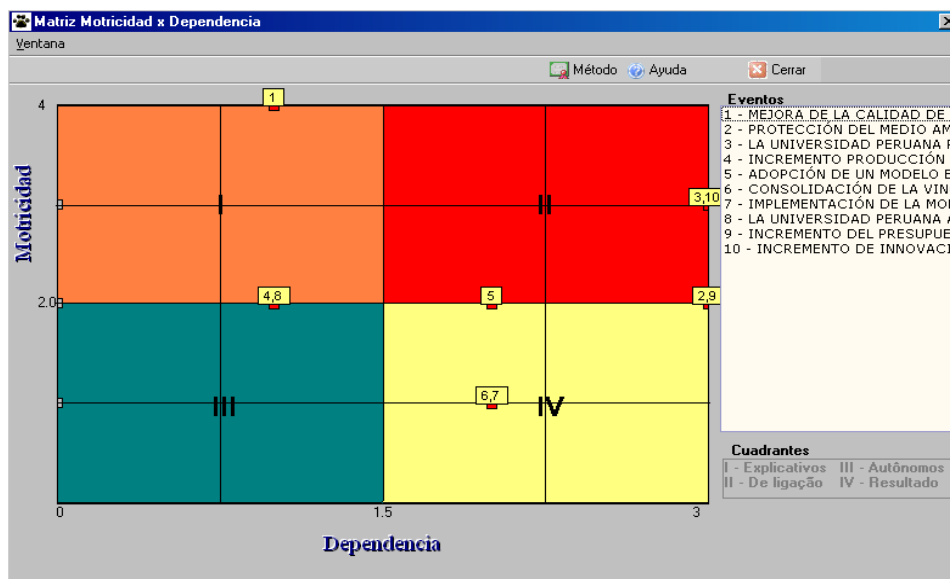 Matriz Motricidad x Dependencia
Ventana
Método Ayuda Cerrar
Eventos
1 - MEJORA DE LA CALIDAD DE
2 - PROTECCIÓN DEL MEDIO AM
3 - LA UNIVERSIDAD PERUANA
4 - INCREMENTO PRODUCCIÓN
5 - ADOPCIÓN DE UN MODELO E
6 - CONSOLIDACIÓN DE LA VIN
7 - IMPLEMENTACIÓN DE LA MO
8 - LA UNIVERSIDAD PERUANA A
9 - INCREMENTO DEL PRESUPUE
10 - INCREMENTO DE INNOVACI
4
1
I
II
3,10
Motricidad
2.0
4,8
5
2,9
6,7
III
IV
0
1.5
3
Dependencia
Cuadrantes
I - Explicativos III - Autônomos
II - De ligação IV - Resultado